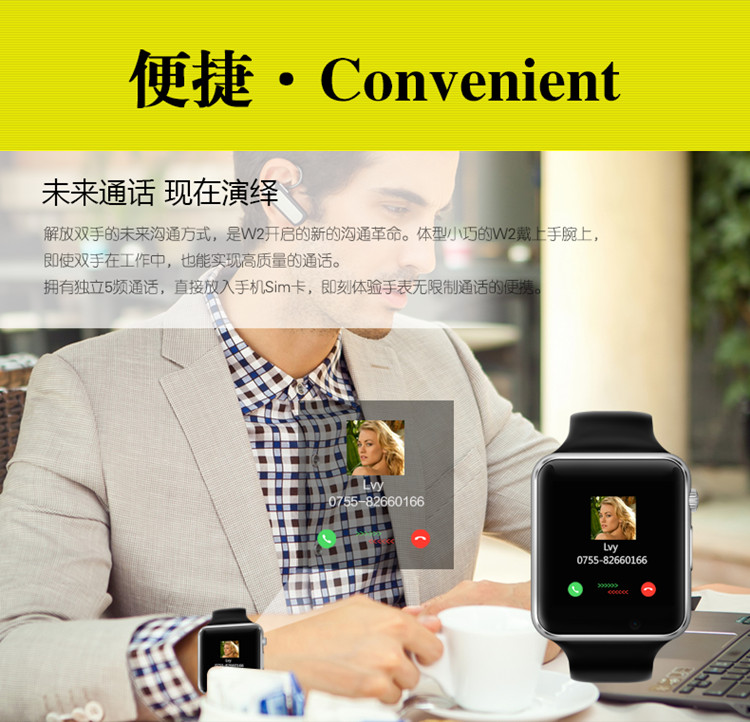 便捷·Convenient
未来通话 现在演绎
解放双手的未来沟通方式，是W2开启的新的沟通革命。体型小巧的W2戴上手腕上，
即使双手在工作中，也能实现高质量的通话。
拥有独立5频通话，直接放入手机Sim卡，即刻体验手表无限制通话的便携。
Lvy
0755-82660166
Lvy
0755-82660166